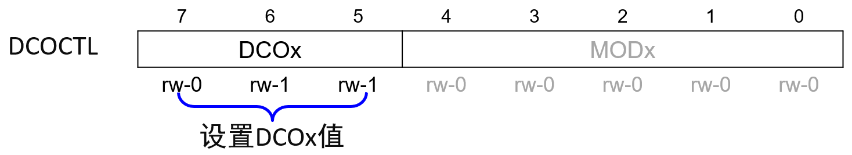 7 6 5 4 3 2 1 0
DCOCTL DCOx MODx
rw-0 rw-1 rw-1 rw-0 rw-0 rw-0 rw-0 rw-0
设置DCOx值